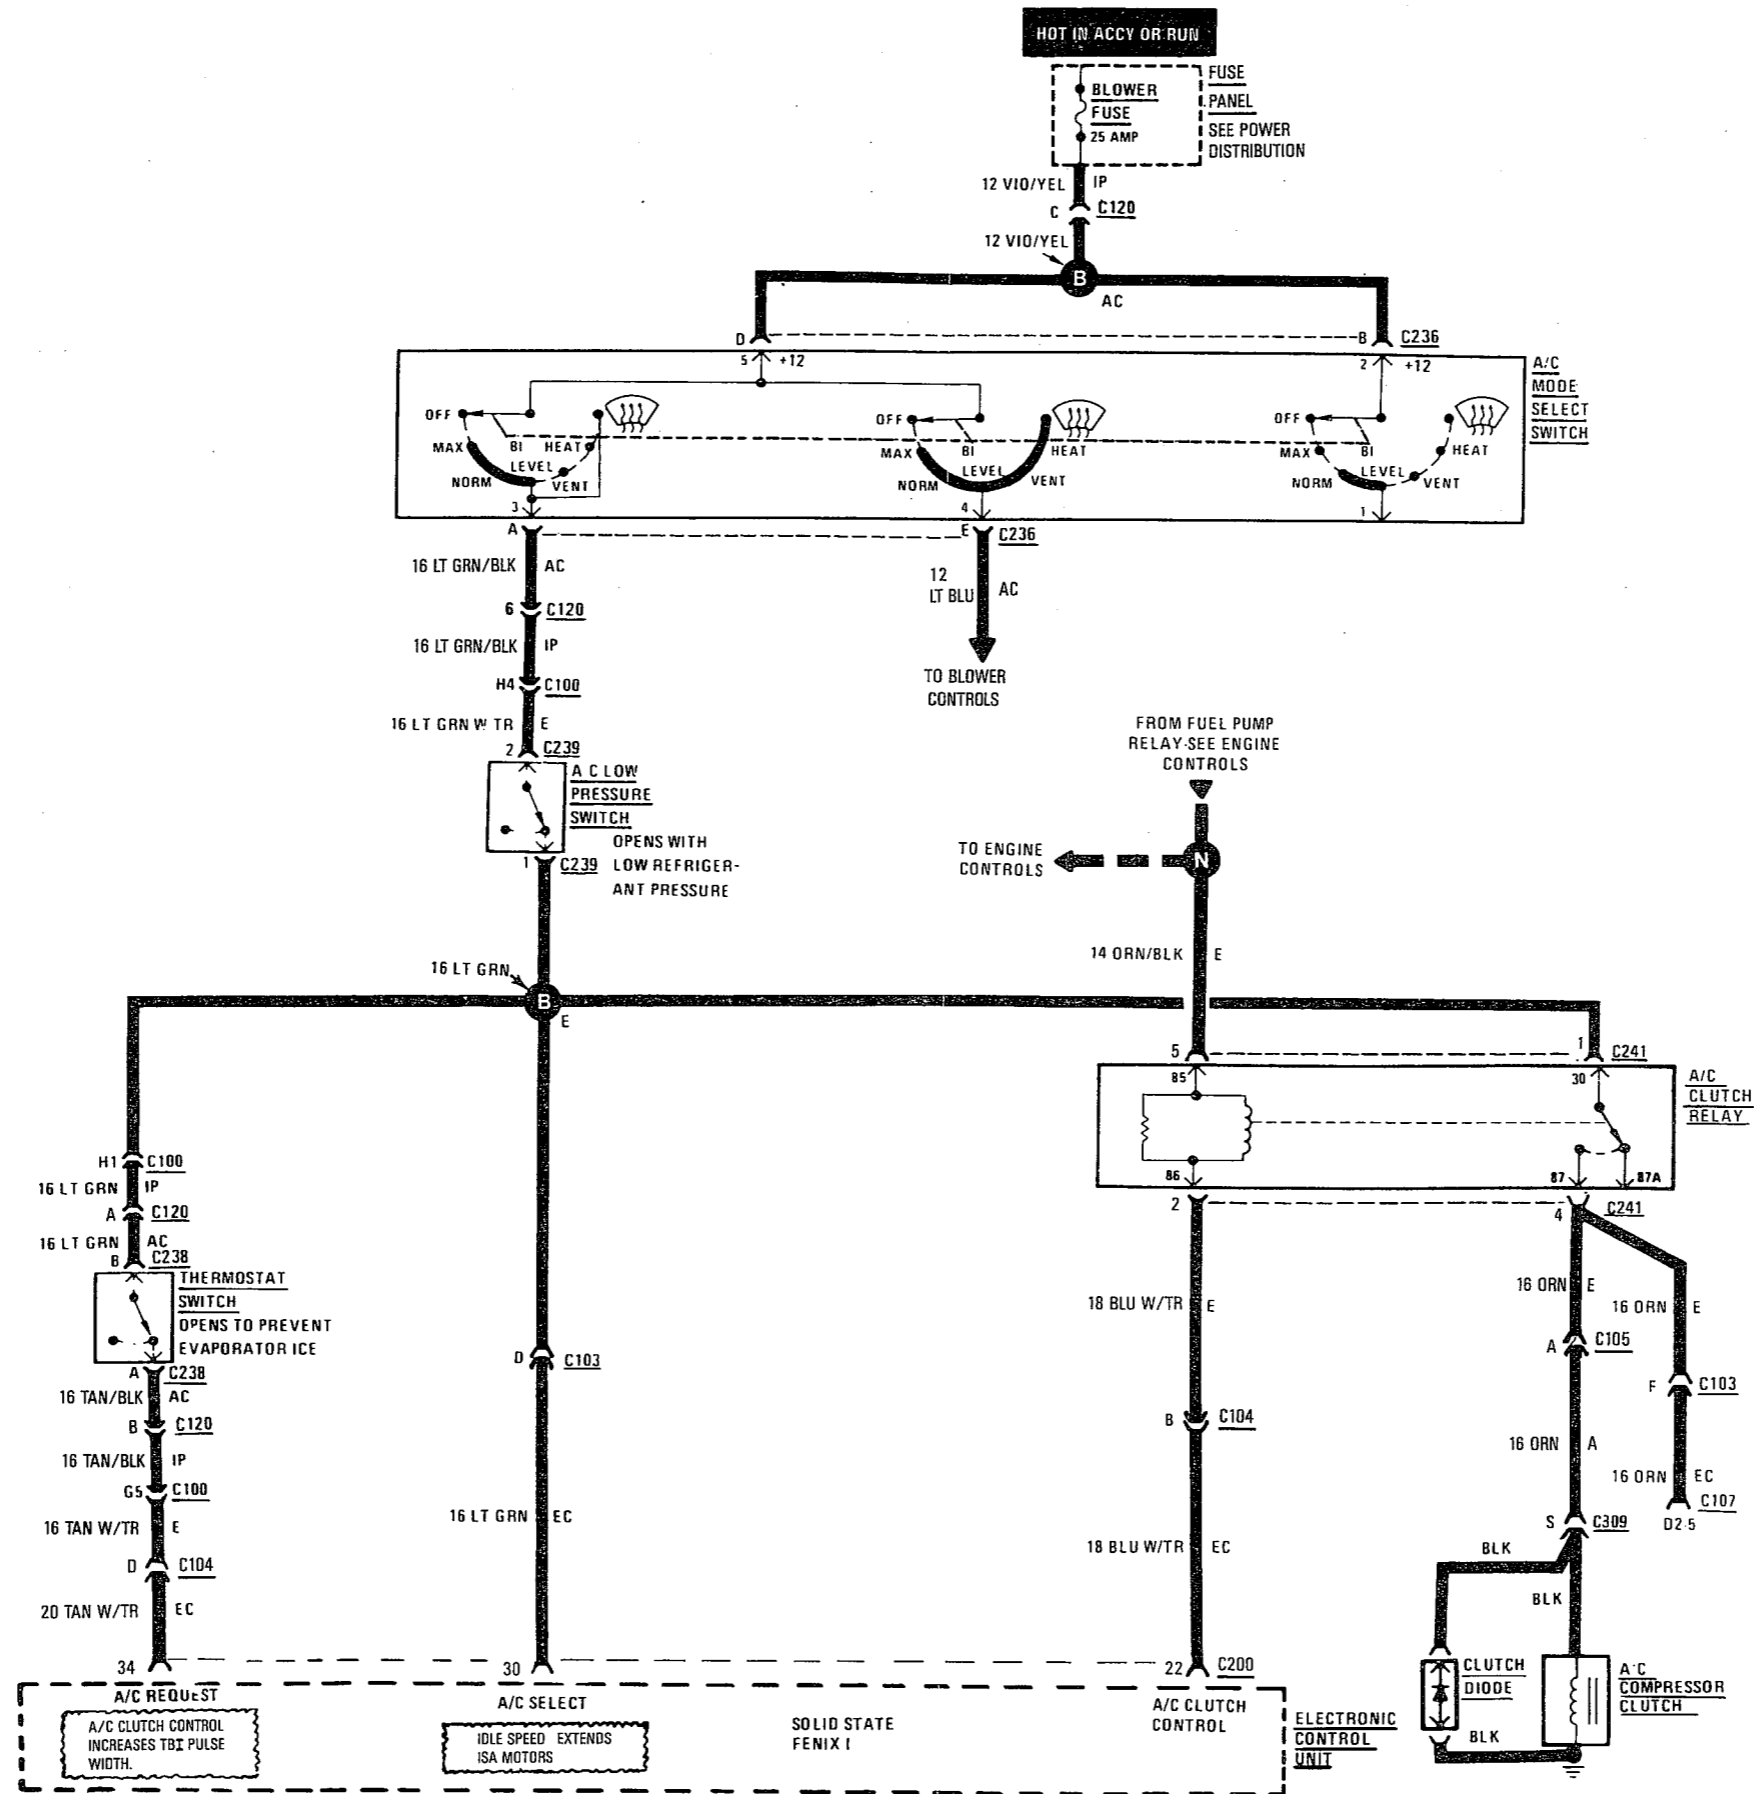 HOT IN ACCY OR RUN
BLOWER
FUSE
25 AMP
FUSE
PANEL
SEE POWER
DISTRIBUTION
12 VIO/YEL
IP
C
C120
12 VIO/YEL
B
AC
D
B
C236
5
+12
2
+12
A/C
MODE
SELECT
SWITCH
OFF
MAX
NORM
BI
LEVEL
HEAT
VENT
3
OFF
MAX
NORM
BI
LEVEL
HEAT
VENT
4
OFF
MAX
NORM
BI
LEVEL
HEAT
VENT
1
A
E
C236
16 LT GRN/BLK
AC
12
LT BLU
AC
6
C120
16 LT GRN/BLK
IP
TO BLOWER
CONTROLS
H4
C100
16 LT GRN W TR
E
2
C239
A C LOW
PRESSURE
SWITCH
OPENS WITH
LOW REFRIGER-
ANT PRESSURE
1
C239
FROM FUEL PUMP
RELAY-SEE ENGINE
CONTROLS
TO ENGINE
CONTROLS
N
14 ORN/BLK
E
16 LT GRN
B
E
5
1
C241
85
30
A/C
CLUTCH
RELAY
86
87
87A
2
4
C241
H1
C100
16 LT GRN
IP
A
C120
16 LT GRN
AC
B
C238
THERMOSTAT
SWITCH
OPENS TO PREVENT
EVAPORATOR ICE
A
C238
16 TAN/BLK
AC
B
C120
16 TAN/BLK
IP
G5
C100
16 TAN W/TR
E
D
C104
20 TAN W/TR
EC
D
C103
16 LT GRN
EC
18 BLU W/TR
E
B
C104
18 BLU W/TR
EC
16 ORN
E
16 ORN
E
A
C105
F
C103
16 ORN
A
16 ORN
EC
C107
D2-5
S
C309
BLK
BLK
34
30
22
C200
A/C REQUEST
A/C CLUTCH CONTROL
INCREASES TBI PULSE
WIDTH.
A/C SELECT
IDLE SPEED EXTENDS
ISA MOTORS
SOLID STATE
FENIX I
A/C CLUTCH
CONTROL
ELECTRONIC
CONTROL
UNIT
CLUTCH
DIODE
BLK
A C
COMPRESSOR
CLUTCH